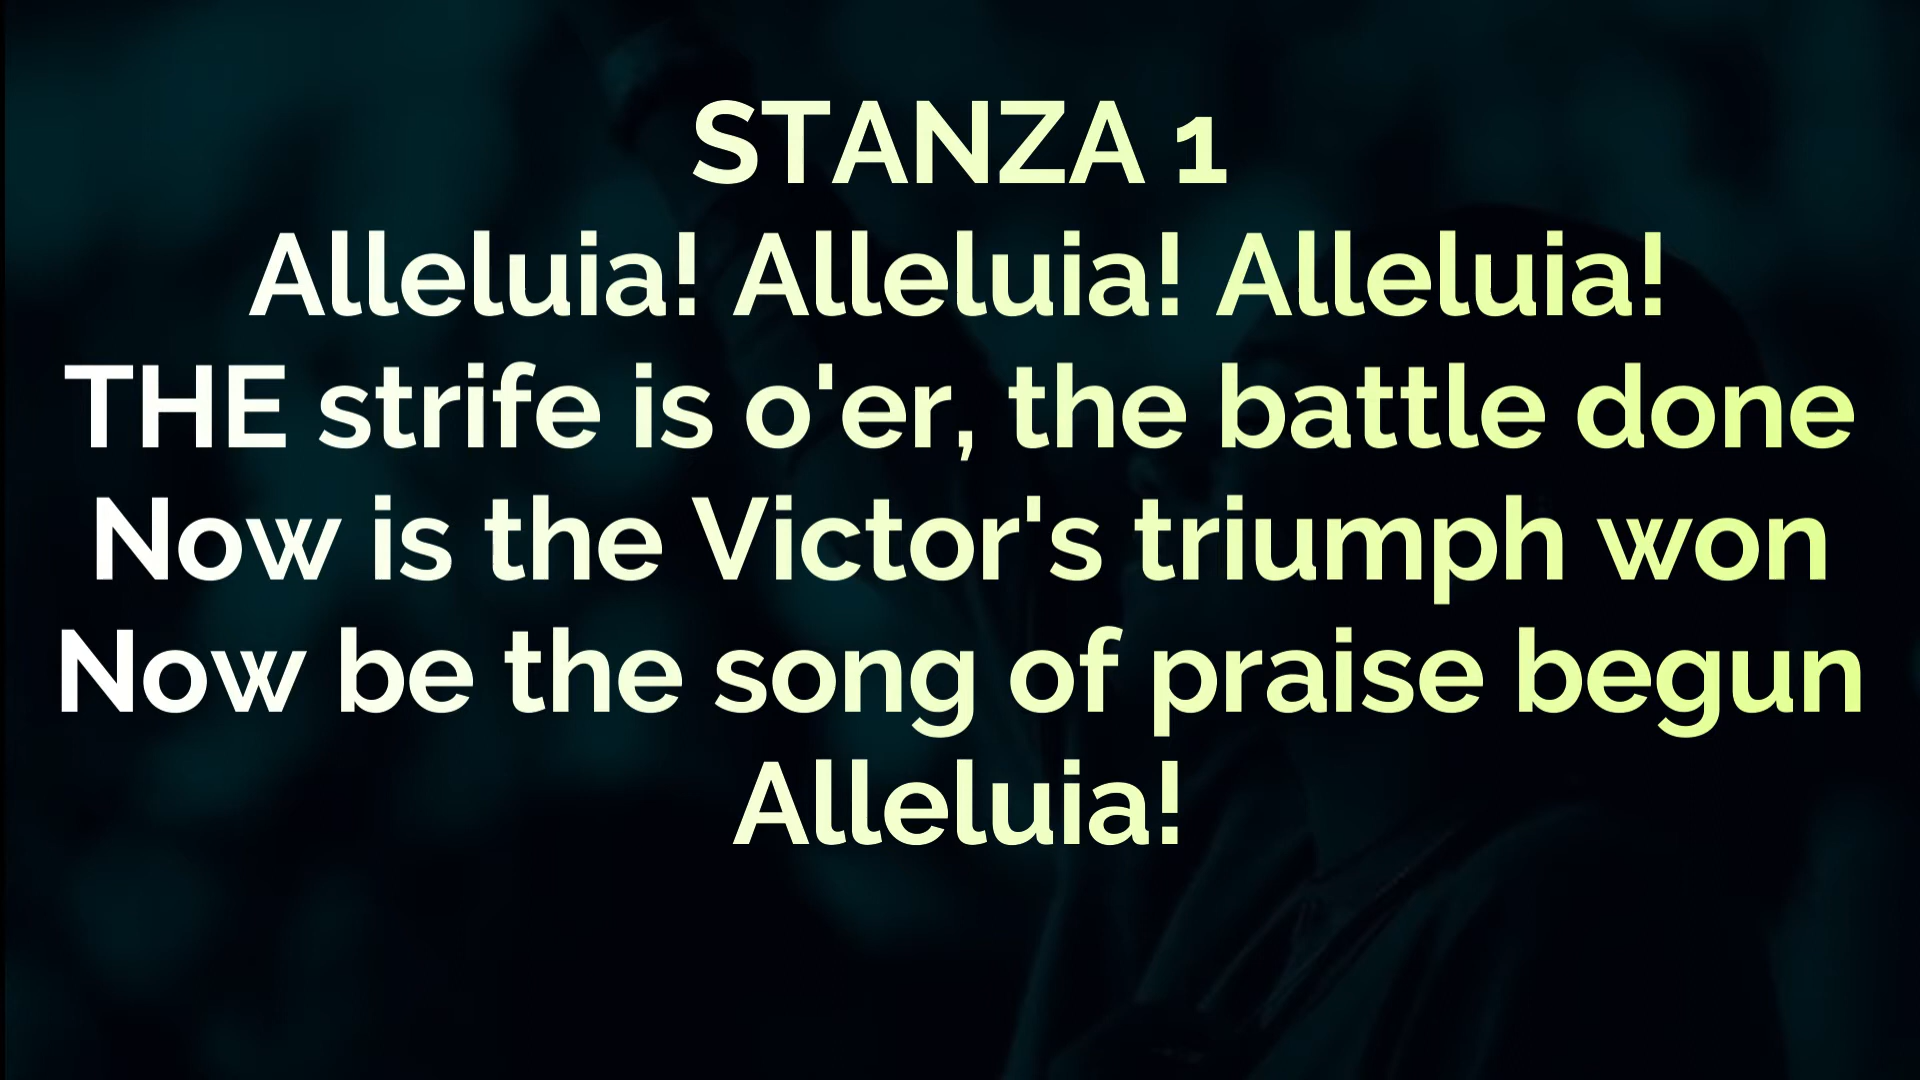 STANZA 1
Alleluia! Alleluia! Alleluia!
THE strife is o'er, the battle done
Now is the Victor's triumph won
Now be the song of praise begun
Alleluia!